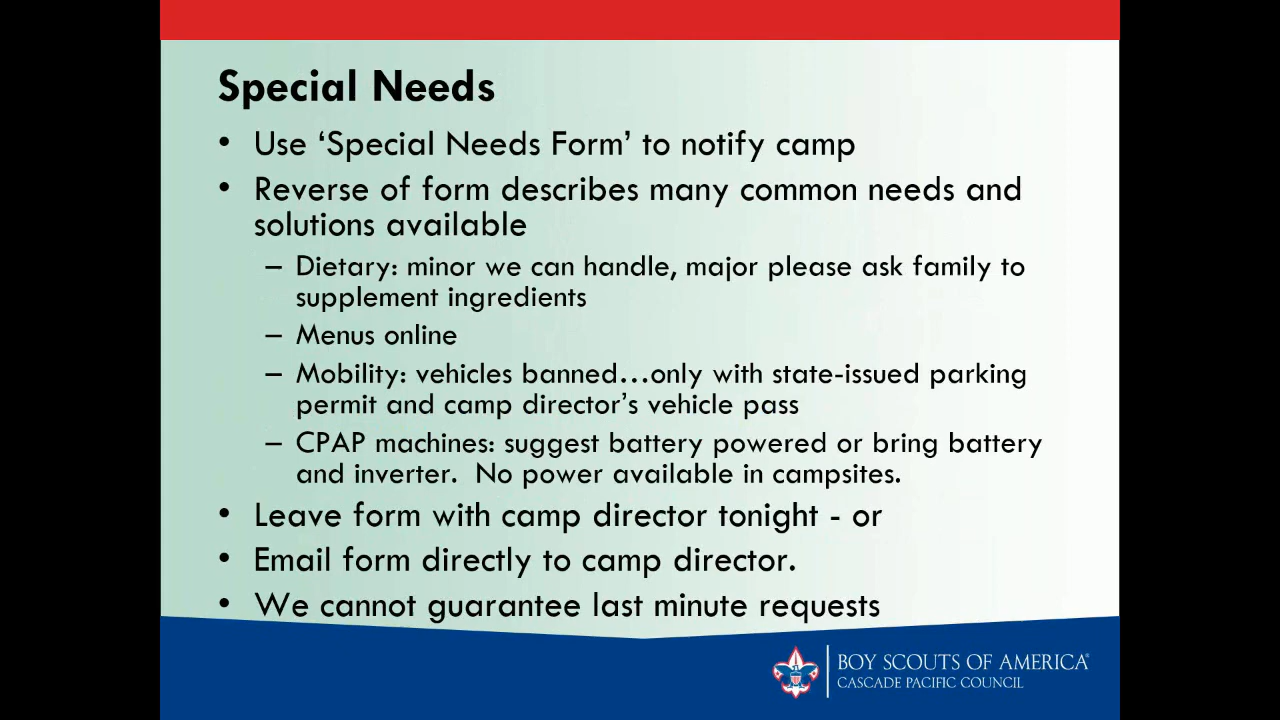 Special Needs
• Use ‘Special Needs Form’ to notify camp
• Reverse of form describes many common needs and
solutions available
– Dietary: minor we can handle, major please ask family to
supplement ingredients
– Menus online
– Mobility: vehicles banned...only with state-issued parking
permit and camp director’s vehicle pass
– CPAP machines: suggest battery powered or bring battery
and inverter.  No power available in campsites.
• Leave form with camp director tonight - or
• Email form directly to camp director.
• We cannot guarantee last minute requests
BOY SCOUTS OF AMERICA®
CASCADE PACIFIC COUNCIL